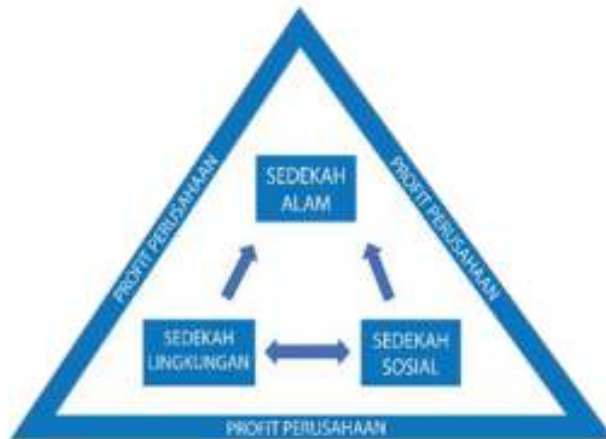 SEDEKAH
ALAM
PROFIT PERUSAHAAN
PROFIT PERUSAHAAN
SEDEKAH
LINGKUNGAN
SEDEKAH
SOSIAL
PROFIT PERUSAHAAN